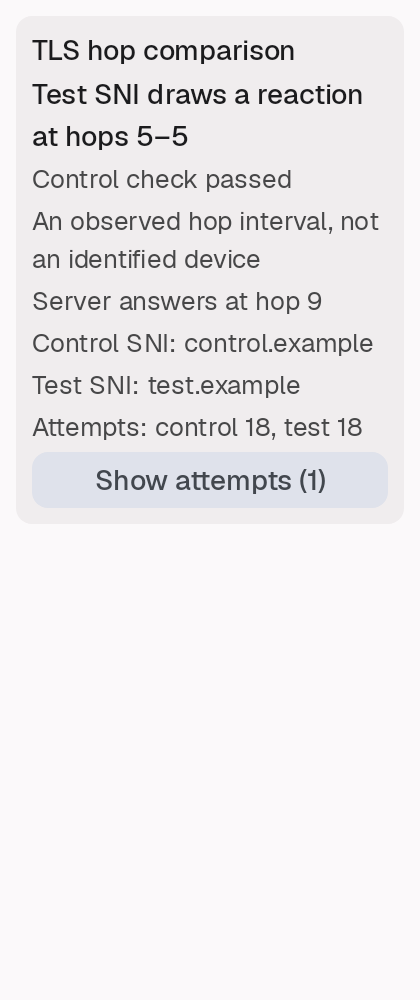 TLS hop comparison
Test SNI draws a reaction
at hops 5–5
Control check passed
An observed hop interval, not
an identified device
Server answers at hop 9
Control SNI: control.example
Test SNI: test.example
Attempts: control 18, test 18
Show attempts (1)